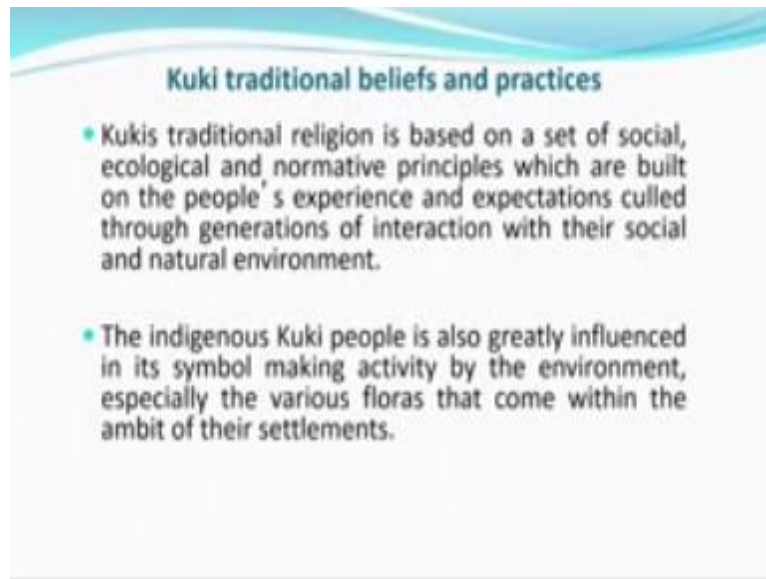 Kuki traditional beliefs and practices
• Kukis traditional religion is based on a set of social,
ecological and normative principles which are built
on the people's experience and expectations culled
through generations of interaction with their social
and natural environment.
• The indigenous Kuki people is also greatly influenced
in its symbol making activity by the environment,
especially the various floras that come within the
ambit of their settlements.